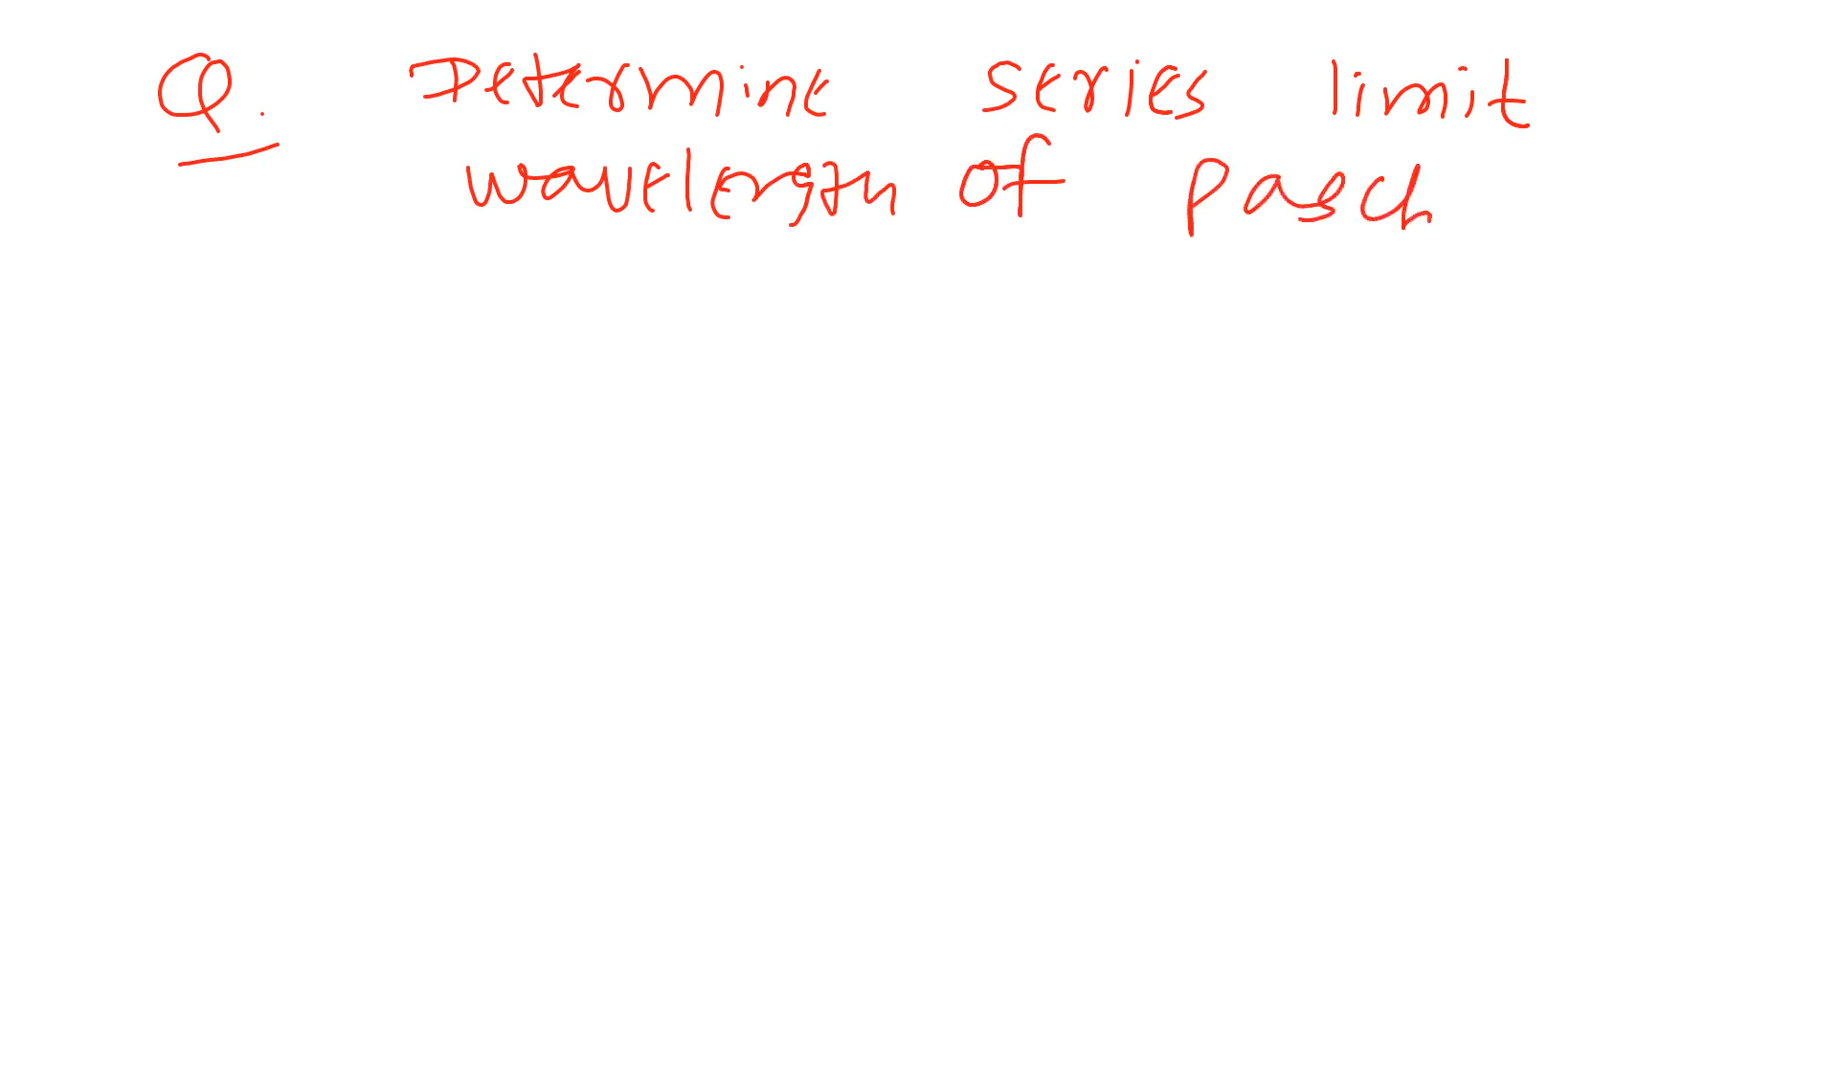 Q. Determine series limit
wavelength of Pasch